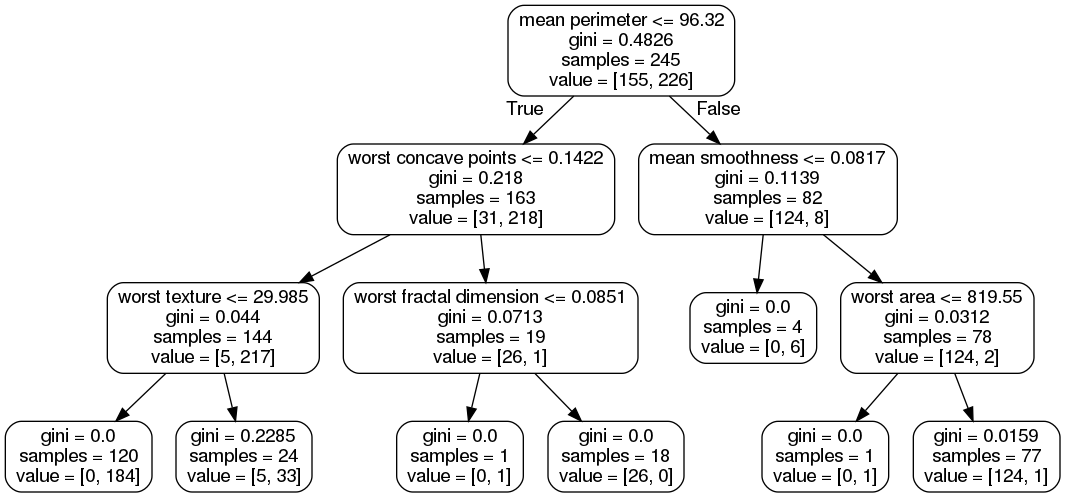 mean perimeter <= 96.32
gini = 0.4826
samples = 245
value = [155, 226]
True
False
worst concave points <= 0.1422
gini = 0.218
samples = 163
value = [31, 218]
mean smoothness <= 0.0817
gini = 0.1139
samples = 82
value = [124, 8]
worst texture <= 29.985
gini = 0.044
samples = 144
value = [5, 217]
worst fractal dimension <= 0.0851
gini = 0.0713
samples = 19
value = [26, 1]
gini = 0.0
samples = 4
value = [0, 6]
worst area <= 819.55
gini = 0.0312
samples = 78
value = [124, 2]
gini = 0.0
samples = 120
value = [0, 184]
gini = 0.2285
samples = 24
value = [5, 33]
gini = 0.0
samples = 1
value = [0, 1]
gini = 0.0
samples = 18
value = [26, 0]
gini = 0.0
samples = 1
value = [0, 1]
gini = 0.0159
samples = 77
value = [124, 1]